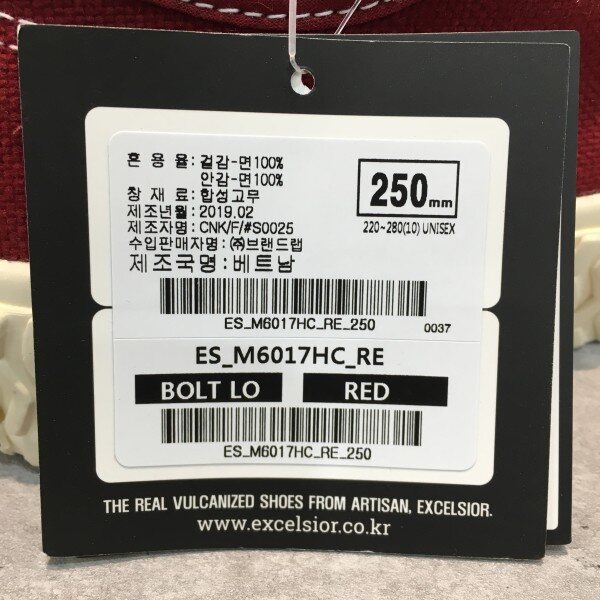 혼 용 율: 겉감-면100%
안감-면100%
창 재 료: 합성고무
제조년월: 2019.02
제조자명: CNK/F/#S0025
수입판매자명: ㈜브랜드랩
제조국명: 베트남
250mm
220~280(10) UNISEX
ES_M6017HC_RE_250
0037
ES_M6017HC_RE
BOLT LO
RED
ES_M6017HC_RE_250
THE REAL VULCANIZED SHOES FROM ARTISAN, EXCELSIOR.
www.excelsior.co.kr